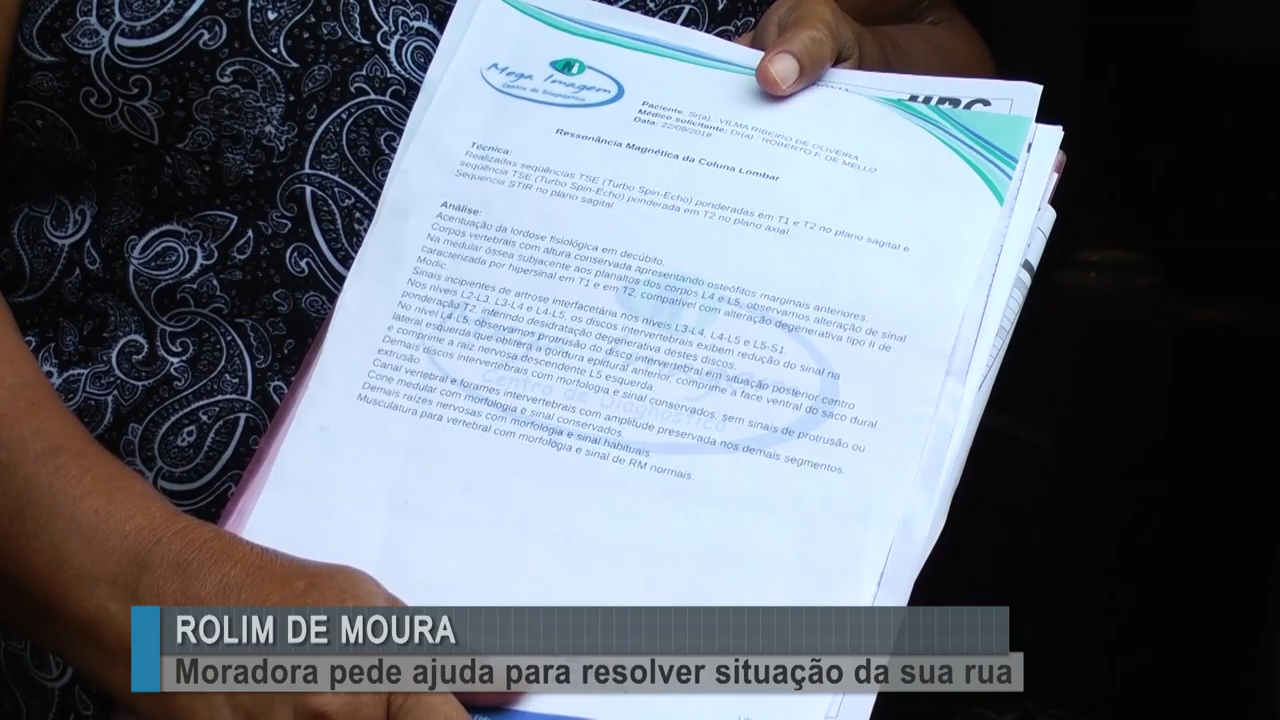 Mega Imagem
Centro de Diagnóstico
HBC
Paciente: Sr(a). VILMA RIBEIRO DE OLIVEIRA
Médico solicitante: Dr(a).: ROBERTO F. DE MELLO
Data: 22/09/2018
Ressonância Magnética da Coluna Lombar
Técnica:
Realizadas seqüências TSE (Turbo Spin-Echo) ponderadas em T1 e T2 no plano sagital e
seqüência TSE (Turbo Spin-Echo) ponderada em T2 no plano axial
Sequencia STIR no plano sagital.
Análise:
Acentuação da lordose fisiológica em decúbito.
Corpos vertebrais com altura conservada apresentando osteófitos marginais anteriores.
Na medular óssea subjacente aos planaltos dos corpos L4 e L5, observamos alteração de sinal
caracterizada por hipersinal em T1 e em T2, compatível com alteração degenerativa tipo II de
Modic
Sinais incipientes de artrose interfacetária nos níveis L3-L4, L4-L5 e L5-S1.
Nos níveis L2-L3, L3-L4 e L4-L5, os discos intervertebrais exibem redução do sinal na
ponderação T2, inferindo desidratação degenerativa destes discos.
No nível L4-L5, observamos protrusão do disco intervertebral em situação posterior centro
lateral esquerda que oblitera a gordura epidural anterior, comprime a face ventral do saco dural
e comprime a raiz nervosa descendente L5 esquerda.
Demais discos intervertebrais com morfologia e sinal conservados, sem sinais de protrusão ou
extrusão.
Canal vertebral e forames intervertebrais com amplitude preservada nos demais segmentos.
Cone medular com morfologia e sinal conservados.
Demais raízes nervosas com morfologia e sinal habituais.
Musculatura para vertebral com morfologia e sinal de RM normais.
Centro de Diagnóstico
ROLIM DE MOURA
Moradora pede ajuda para resolver situação da sua rua